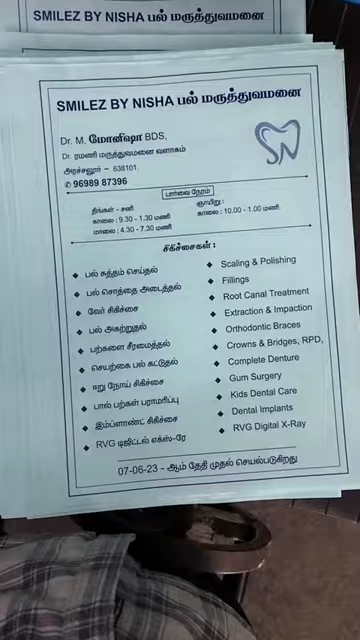 SMILEZ BY NISHA பல் மருத்துவமனை
SMILEZ BY NISHA பல் மருத்துவமனை
Dr. M. மோனிஷா BDS,
Dr. ரமணி மருத்துவமனை வளாகம்
அரச்சலூர் – 638101.
✆ 96989 87396
SN
பார்வை நேரம்
திங்கள் - சனி
காலை : 9.30 - 1.30 மணி
மாலை : 4.30 - 7.30 மணி
ஞாயிறு :
காலை : 10.00 - 1.00 மணி
சிகிச்சைகள் :
பல் சுத்தம் செய்தல்
பல் சொத்தை அடைத்தல்
வேர் சிகிச்சை
பல் அகற்றுதல்
பற்களை சீரமைத்தல்
செயற்கை பல் கட்டுதல்
ஈறு நோய் சிகிச்சை
பால் பற்கள் பராமரிப்பு
இம்ப்ளாண்ட் சிகிச்சை
RVG டிஜிட்டல் எக்ஸ்-ரே
Scaling & Polishing
Fillings
Root Canal Treatment
Extraction & Impaction
Orthodontic Braces
Crowns & Bridges, RPD,
Complete Denture
Gum Surgery
Kids Dental Care
Dental Implants
RVG Digital X-Ray
07-06-23 - ஆம் தேதி முதல் செயல்படுகிறது